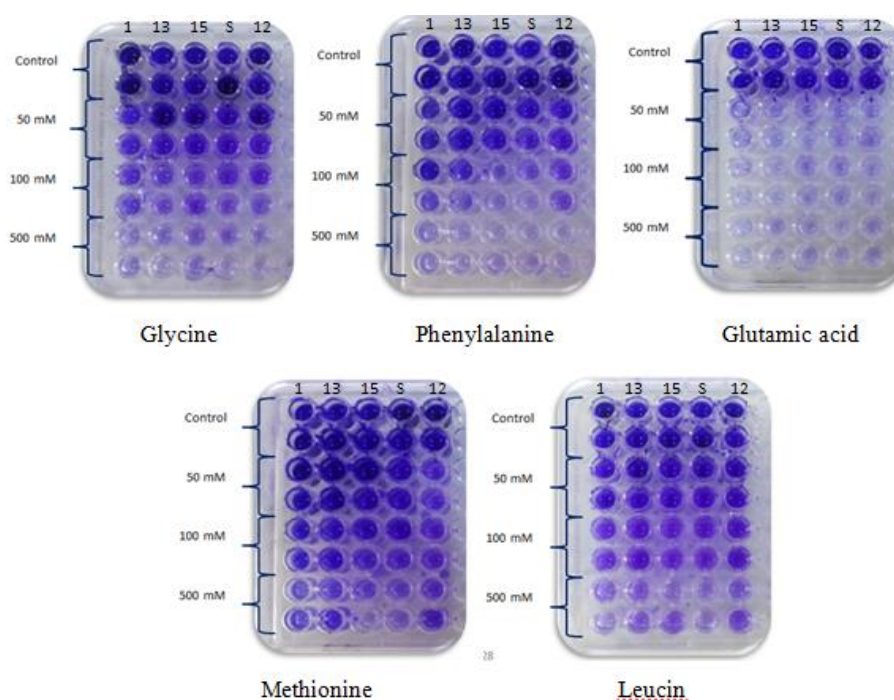 1 13 15 S 12
Control
50 mM
100 mM
500 mM
Glycine
1 13 15 S 12
Control
50 mM
100 mM
500 mM
Phenylalanine
1 13 15 S 12
Control
50 mM
100 mM
500 mM
Glutamic acid
1 13 15 S 12
Control
50 mM
100 mM
500 mM
Methionine
1 13 15 S 12
Control
50 mM
100 mM
500 mM
Leucin
28